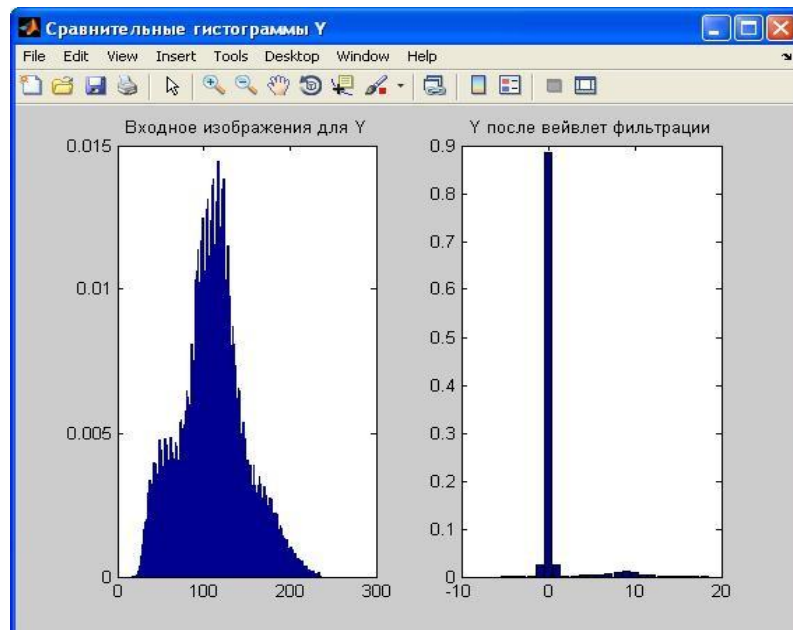 Сравнительные гистограммы Y
File Edit View Insert Tools Desktop Window Help
Входное изображения для Y
0.015
0.01
0.005
0
0 100 200 300
Y после вейвлет фильтрации
0.9
0.8
0.7
0.6
0.5
0.4
0.3
0.2
0.1
0
-10 0 10 20